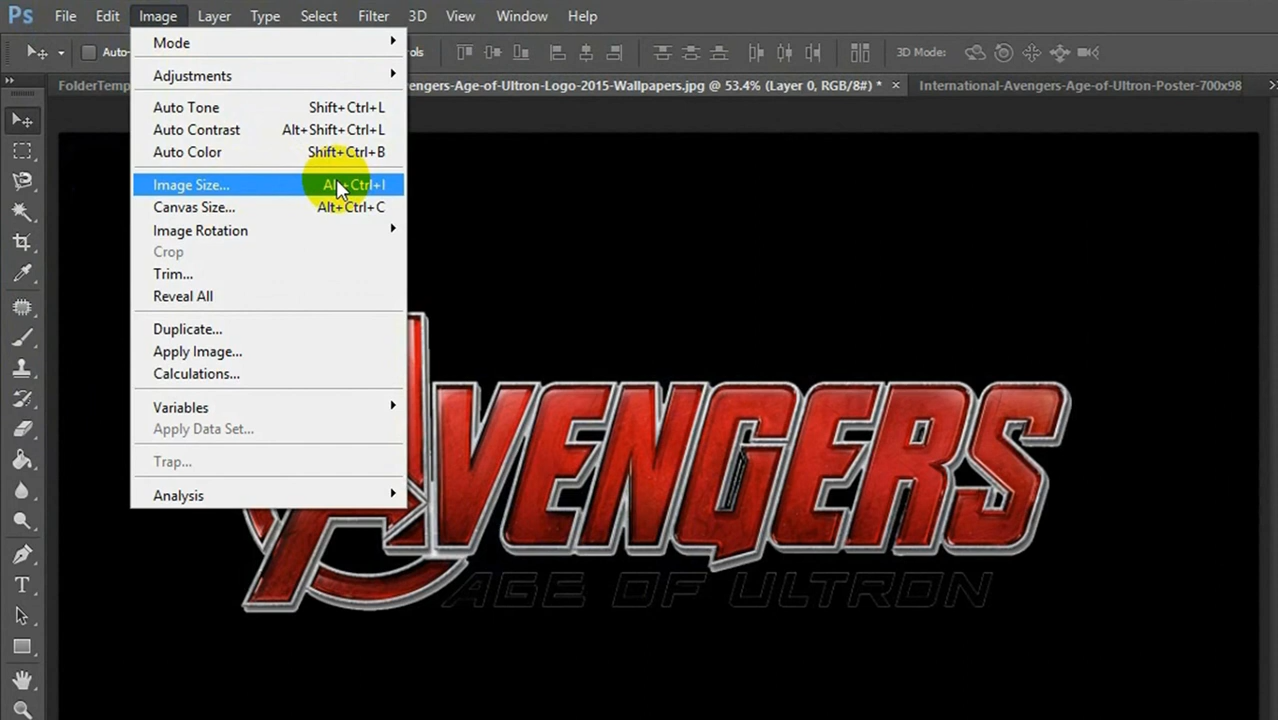 Ps File Edit Image Layer Type Select Filter 3D View Window Help
Auto- 3D Mode:
vengers-Age-of-Ultron-Logo-2015-Wallpapers.jpg @ 53.4% (Layer 0, RGB/8#) * × International-Avengers-Age-of-Ultron-Poster-700x98
Mode
Adjustments
Auto Tone Shift+Ctrl+L
Auto Contrast Alt+Shift+Ctrl+L
Auto Color Shift+Ctrl+B
Image Size... Alt+Ctrl+I
Canvas Size... Alt+Ctrl+C
Image Rotation
Crop
Trim...
Reveal All
Duplicate...
Apply Image...
Calculations...
Variables
Apply Data Set...
Trap...
Analysis
AVENGERS
AGE OF ULTRON